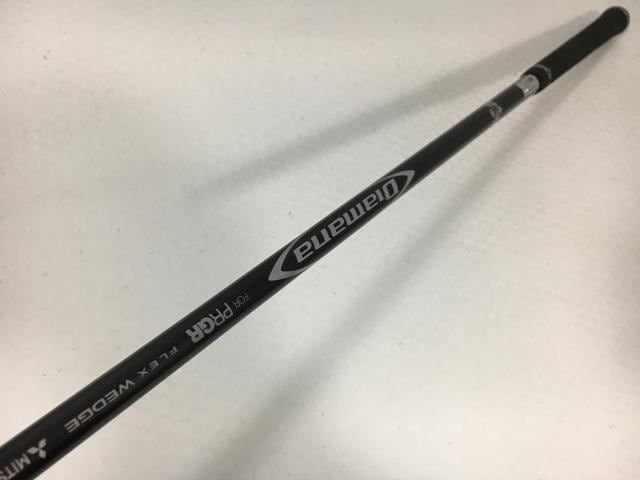 Diamana
FOR PRGR
FLEX WEDGE
MITS